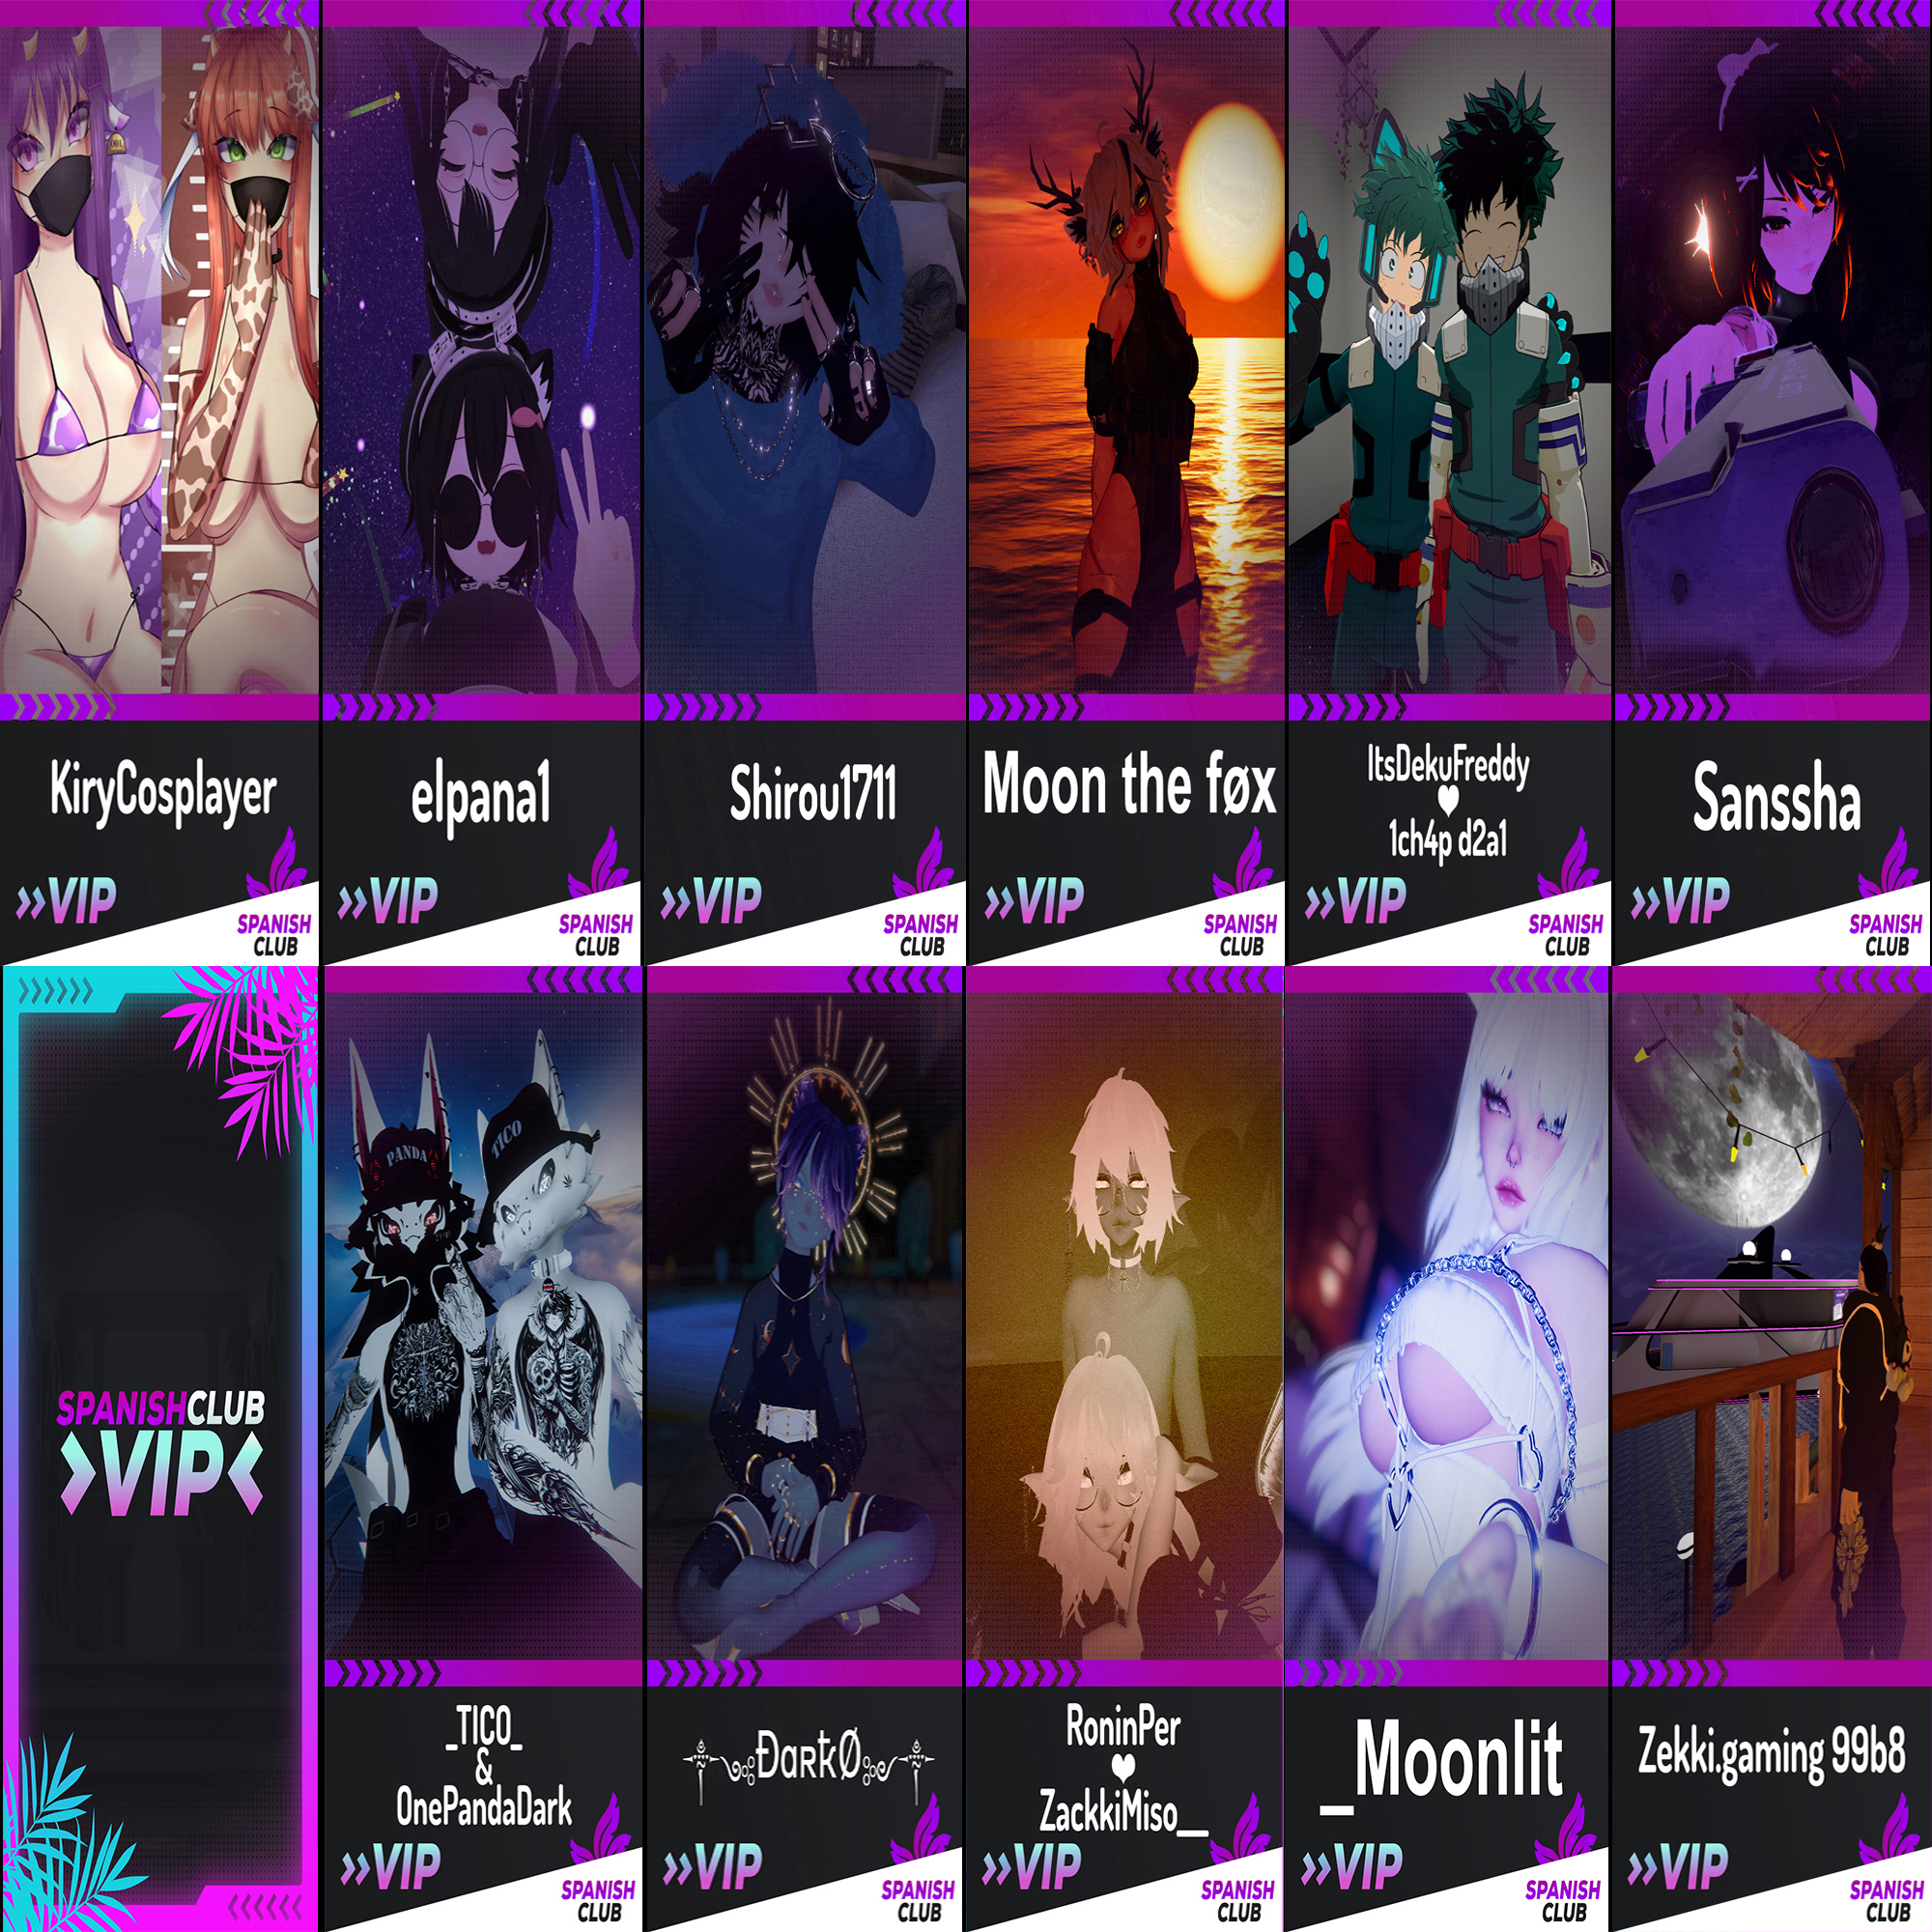 KiryCosplayer
VIP
SPANISH
CLUB
elpana1
VIP
SPANISH
CLUB
Shirou1711
VIP
SPANISH
CLUB
Moon the føx
VIP
SPANISH
CLUB
ItsDekuFreddy
♥
1ch4p d2a1
VIP
SPANISH
CLUB
Sanssha
VIP
SPANISH
CLUB
SPANISHCLUB
VIP
PANDA
TICO
_TICO_
&
OnePandaDark
VIP
SPANISH
CLUB
ĐαʀƙØ
VIP
SPANISH
CLUB
RoninPer
♥
ZackkiMiso__
VIP
SPANISH
CLUB
_Moonlit
VIP
SPANISH
CLUB
Zekki.gaming 99b8
VIP
SPANISH
CLUB